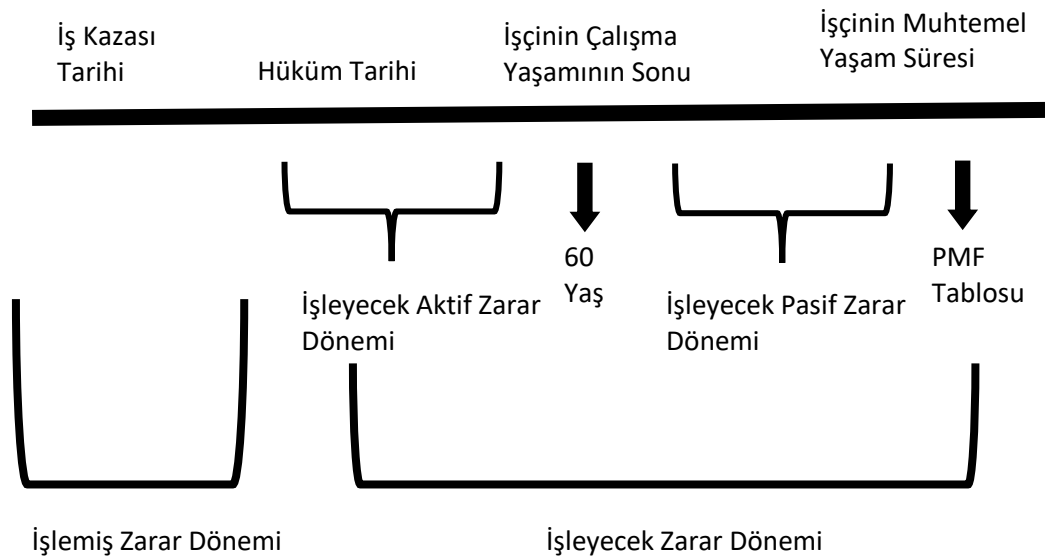 İş Kazası
Tarihi
Hüküm Tarihi
İşçinin Çalışma
Yaşamının Sonu
İşçinin Muhtemel
Yaşam Süresi
İşleyecek Aktif Zarar
Dönemi
60
Yaş
İşleyecek Pasif Zarar
Dönemi
PMF
Tablosu
İşlemiş Zarar Dönemi
İşleyecek Zarar Dönemi